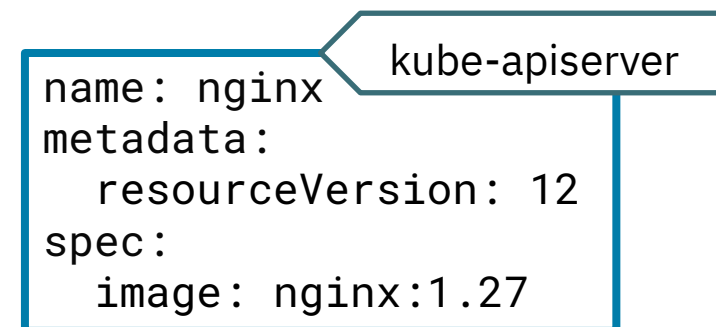 kube-apiserver
name: nginx
metadata:
  resourceVersion: 12
spec:
  image: nginx:1.27